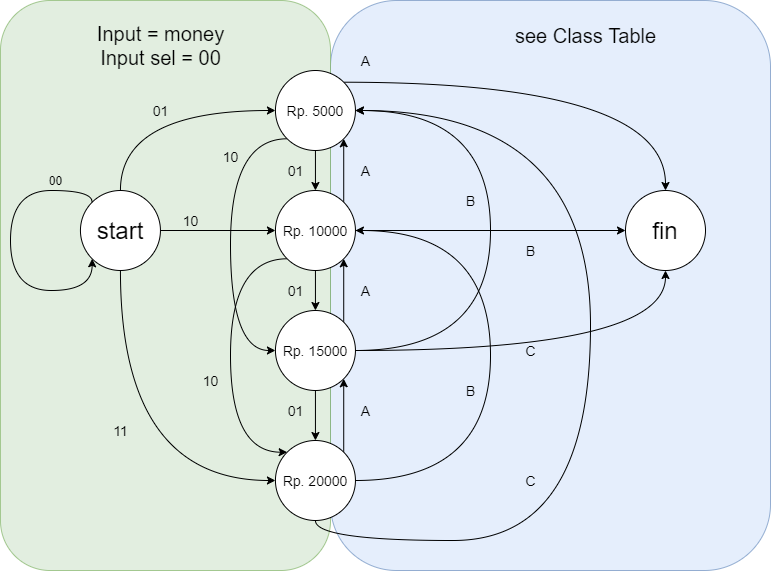 Input = money
Input sel = 00
see Class Table
A
01
Rp. 5000
10
01
A
00
B
start
10
Rp. 10000
fin
B
01
A
Rp. 15000
C
10
01
A
B
11
Rp. 20000
C